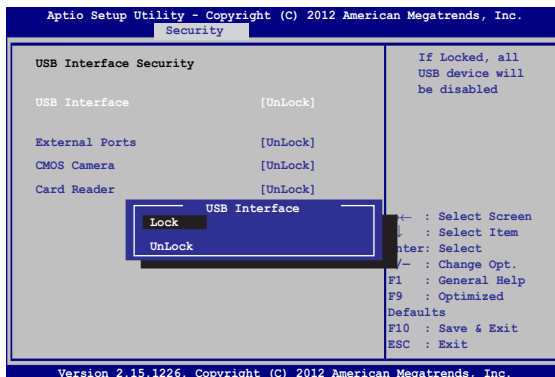 Aptio Setup Utility - Copyright (C) 2012 American Megatrends, Inc.
Security
USB Interface Security
USB Interface [UnLock]
External Ports [UnLock]
CMOS Camera [UnLock]
Card Reader [UnLock]
USB Interface
Lock
UnLock
If Locked, all
USB device will
be disabled
← : Select Screen
: Select Item
nter: Select
/— : Change Opt.
F1 : General Help
F9 : Optimized
Defaults
F10 : Save & Exit
ESC : Exit
Version 2.15.1226. Copyright (C) 2012 American Megatrends, Inc.